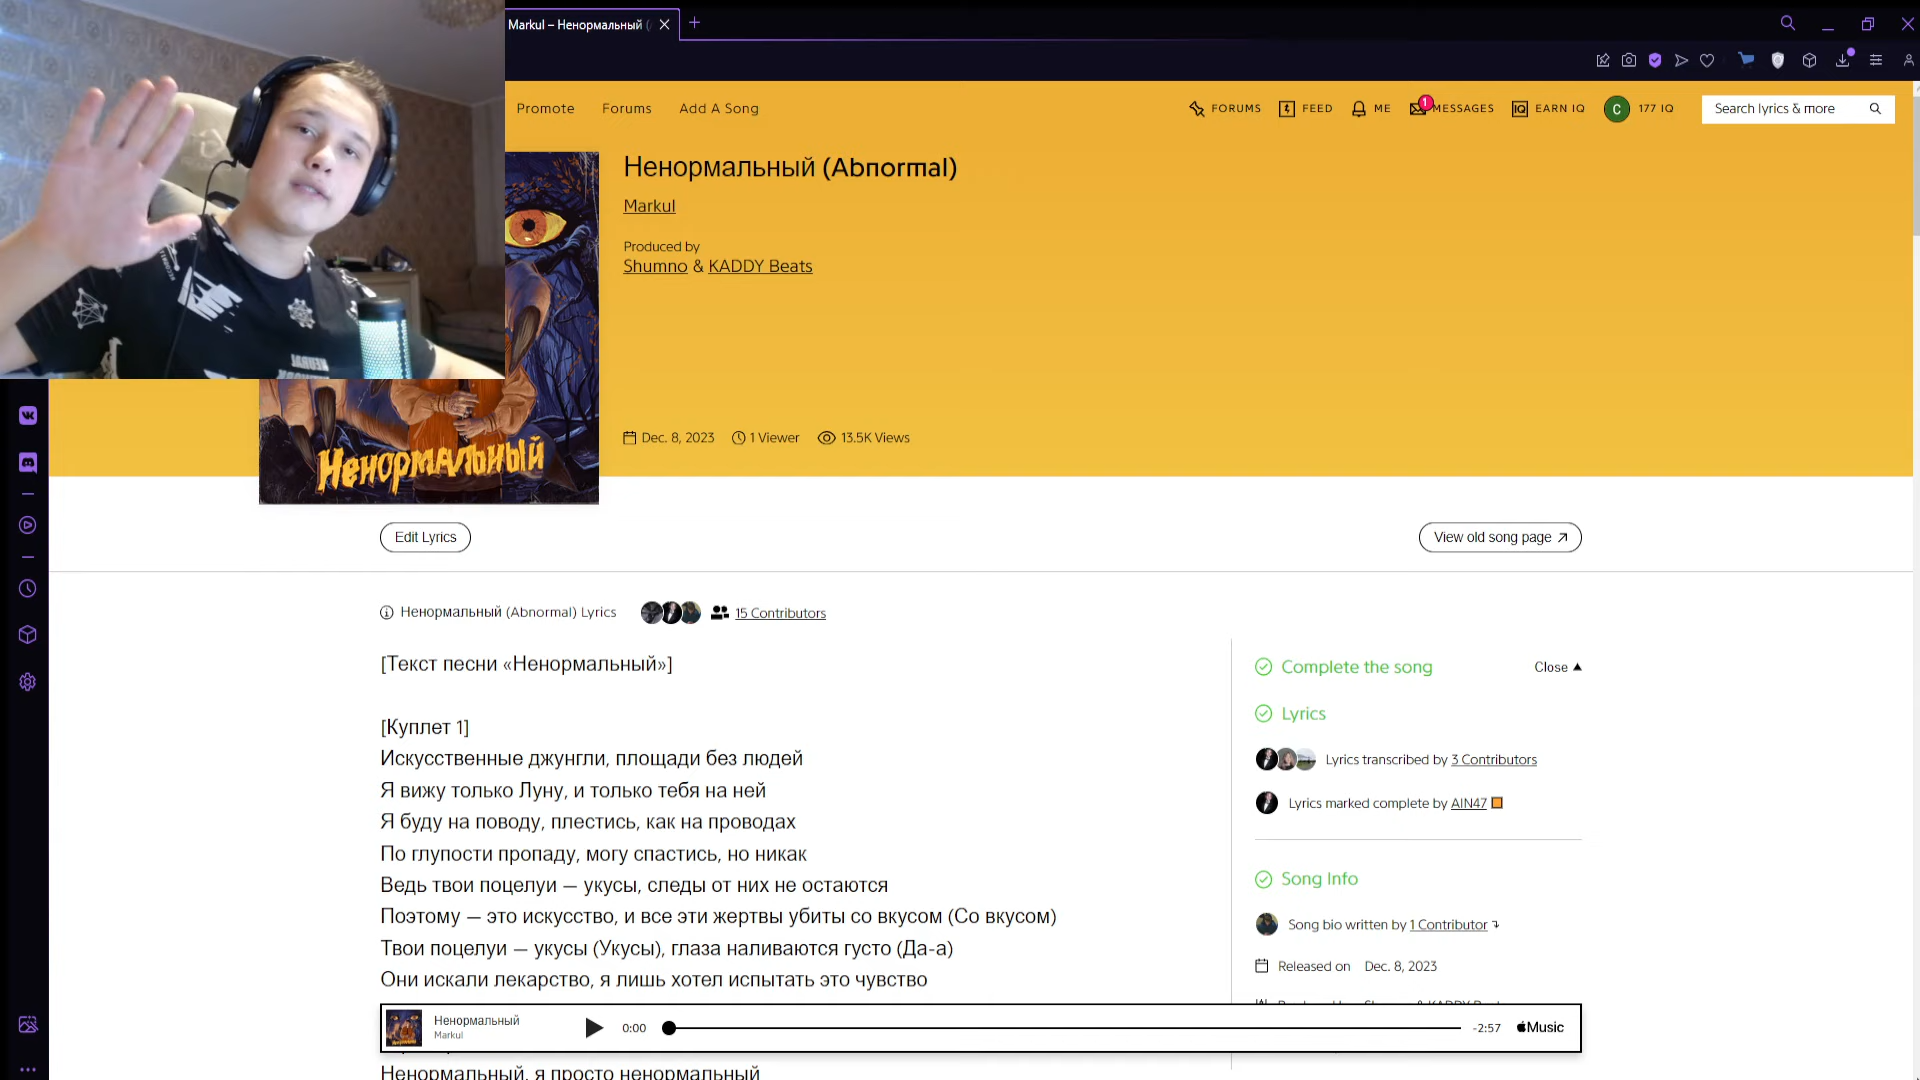 Markul – Ненормальный (
Promote Forums Add A Song
FORUMS FEED ME 1 MESSAGES IQ EARN IQ C 177 IQ Search lyrics & more
Ненормальный (Abnormal)
Markul
Produced by
Shumno & KADDY Beats
Ненормальный
Dec. 8, 2023 1 Viewer 13.5K Views
Edit Lyrics
View old song page
Ненормальный (Abnormal) Lyrics 15 Contributors
[Текст песни «Ненормальный»]
[Куплет 1]
Искусственные джунгли, площади без людей
Я вижу только Луну, и только тебя на ней
Я буду на поводу, плестись, как на проводах
По глупости пропаду, могу спастись, но никак
Ведь твои поцелуи — укусы, следы от них не остаются
Поэтому — это искусство, и все эти жертвы убиты со вкусом (Со вкусом)
Твои поцелуи — укусы (Укусы), глаза наливаются густо (Да-а)
Они искали лекарство, я лишь хотел испытать это чувство
Complete the song Close
Lyrics
Lyrics transcribed by 3 Contributors
Lyrics marked complete by AIN47
Song Info
Song bio written by 1 Contributor
Released on Dec. 8, 2023
Ненормальный
Markul
0:00 -2:57 Music
Ненормальный, я просто ненормальный